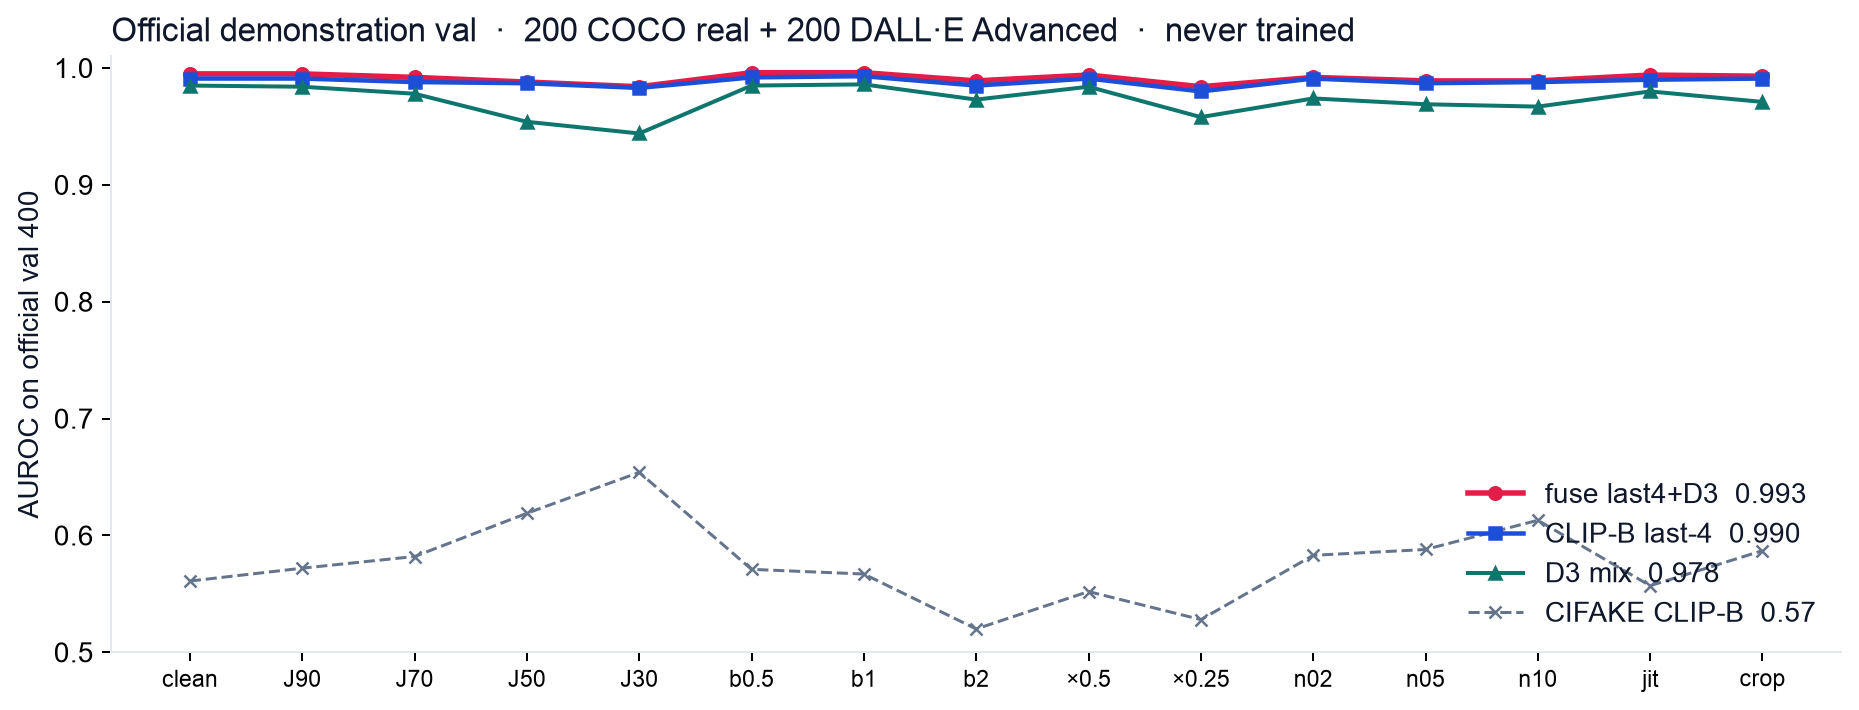 Official demonstration val · 200 COCO real + 200 DALL·E Advanced · never trained
AUROC on official val 400
1.0
0.9
0.8
0.7
0.6
0.5
fuse last4+D3 0.993
CLIP-B last-4 0.990
D3 mix 0.978
CIFAKE CLIP-B 0.57
clean J90 J70 J50 J30 b0.5 b1 b2 ×0.5 ×0.25 n02 n05 n10 jit crop